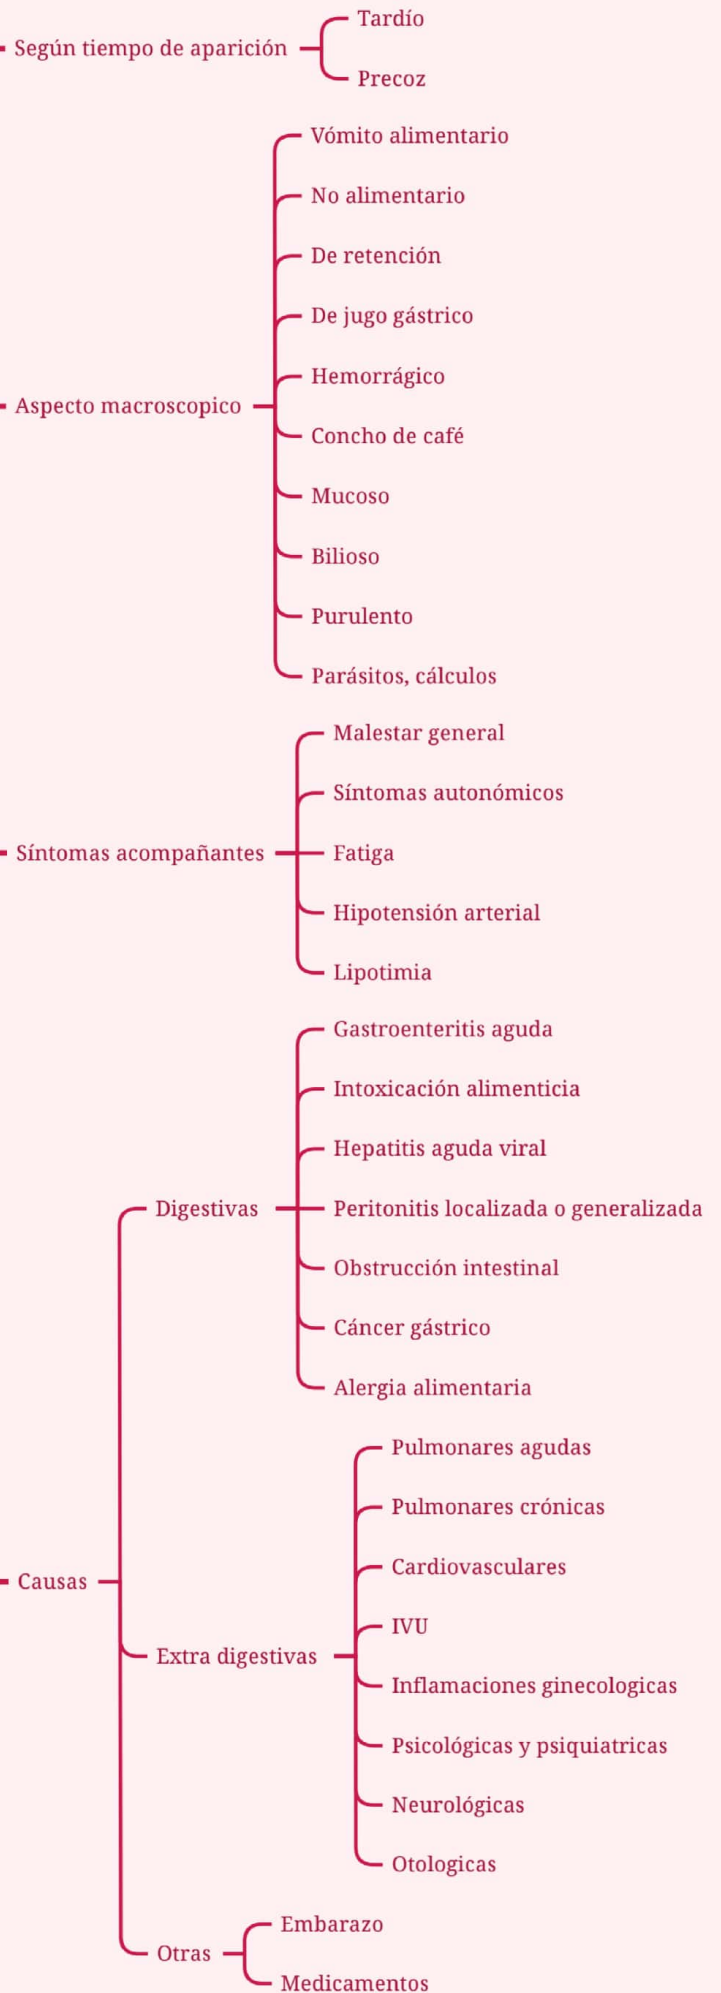 Según tiempo de aparición
Tardío
Precoz
Aspecto macroscopico
Vómito alimentario
No alimentario
De retención
De jugo gástrico
Hemorrágico
Concho de café
Mucoso
Bilioso
Purulento
Parásitos, cálculos
Síntomas acompañantes
Malestar general
Síntomas autonómicos
Fatiga
Hipotensión arterial
Lipotimia
Causas
Digestivas
Gastroenteritis aguda
Intoxicación alimenticia
Hepatitis aguda viral
Peritonitis localizada o generalizada
Obstrucción intestinal
Cáncer gástrico
Alergia alimentaria
Extra digestivas
Pulmonares agudas
Pulmonares crónicas
Cardiovasculares
IVU
Inflamaciones ginecologicas
Psicológicas y psiquiatricas
Neurológicas
Otologicas
Otras
Embarazo
Medicamentos